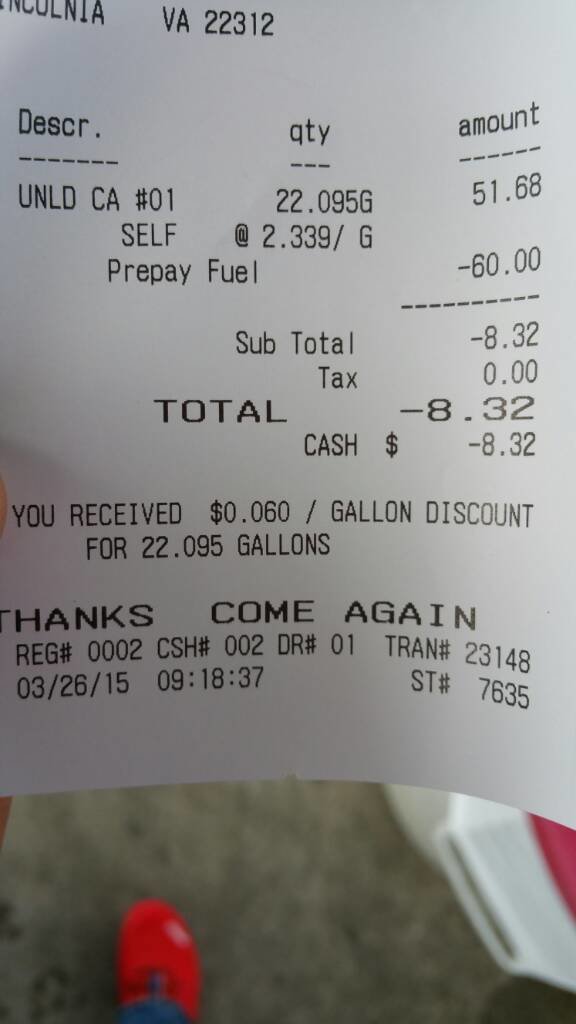 VA 22312
Descr. qty amount
------- --- ------
UNLD CA #01 22.095G 51.68
SELF @ 2.339/ G
Prepay Fuel -60.00
-----------
Sub Total -8.32
Tax 0.00
TOTAL -8.32
CASH $ -8.32
YOU RECEIVED $0.060 / GALLON DISCOUNT
FOR 22.095 GALLONS
THANKS COME AGAIN
REG# 0002 CSH# 002 DR# 01 TRAN# 23148
03/26/15 09:18:37 ST# 7635